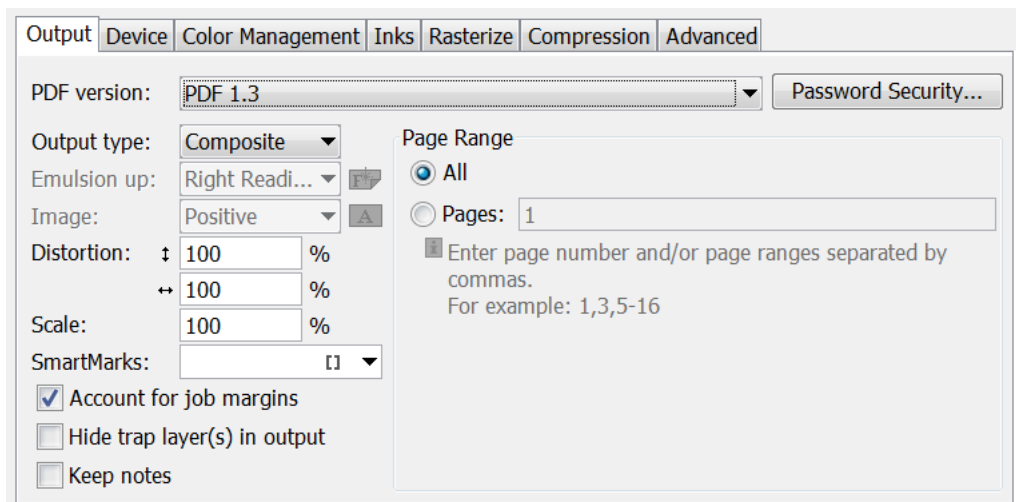 Output Device Color Management Inks Rasterize Compression Advanced
PDF version: PDF 1.3 Password Security...
Output type: Composite
Page Range
Emulsion up: Right Readi... F
All
Image: Positive A
Pages: 1
Distortion: 100 %
Enter page number and/or page ranges separated by
commas.
100 %
For example: 1,3,5-16
Scale: 100 %
SmartMarks: []
Account for job margins
Hide trap layer(s) in output
Keep notes